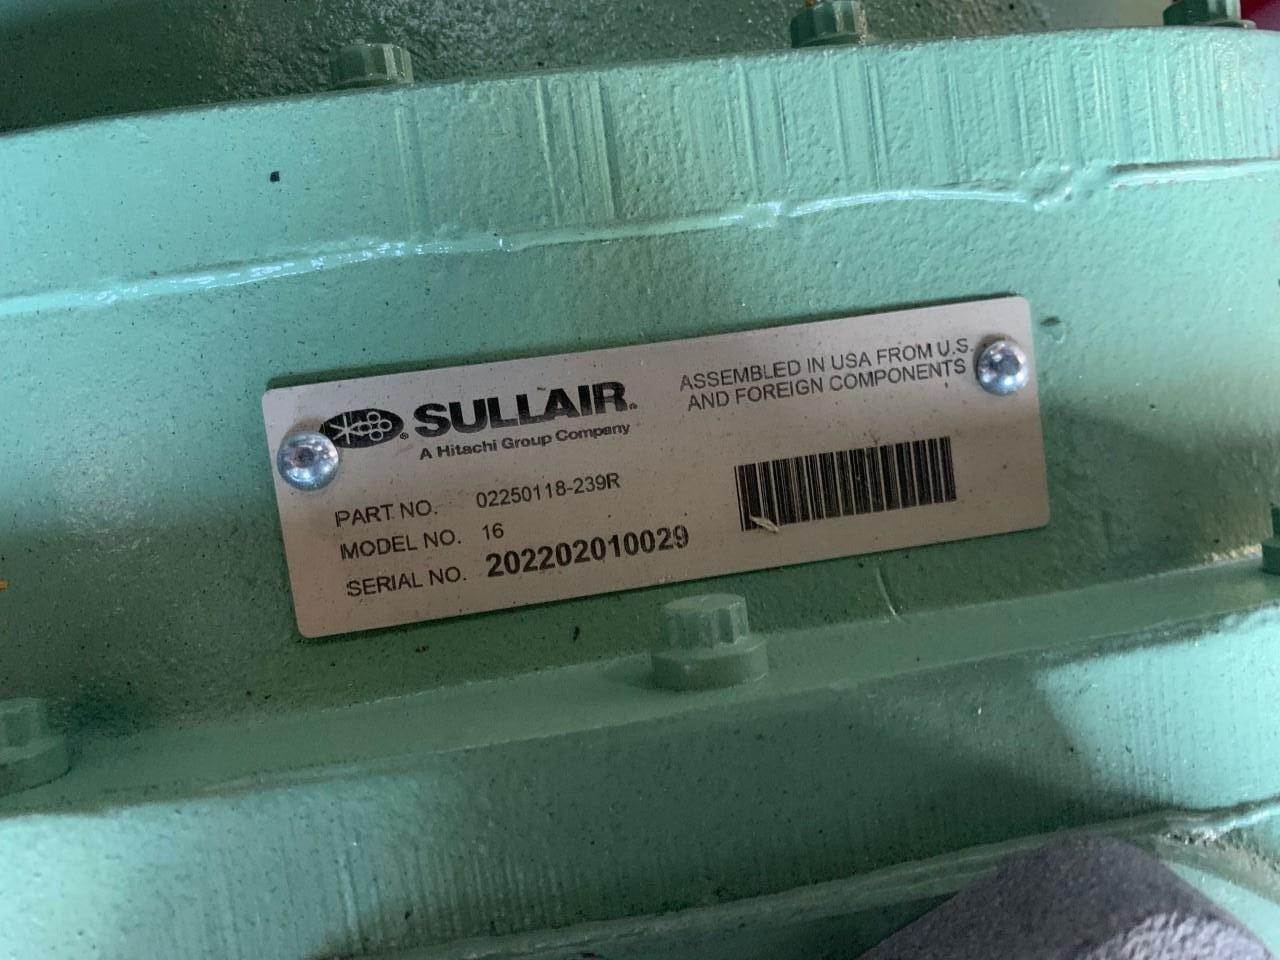 SULLAIR®
A Hitachi Group Company
ASSEMBLED IN USA FROM U.S.
AND FOREIGN COMPONENTS
PART NO. 02250118-239R
MODEL NO. 16
SERIAL NO. 202202010029